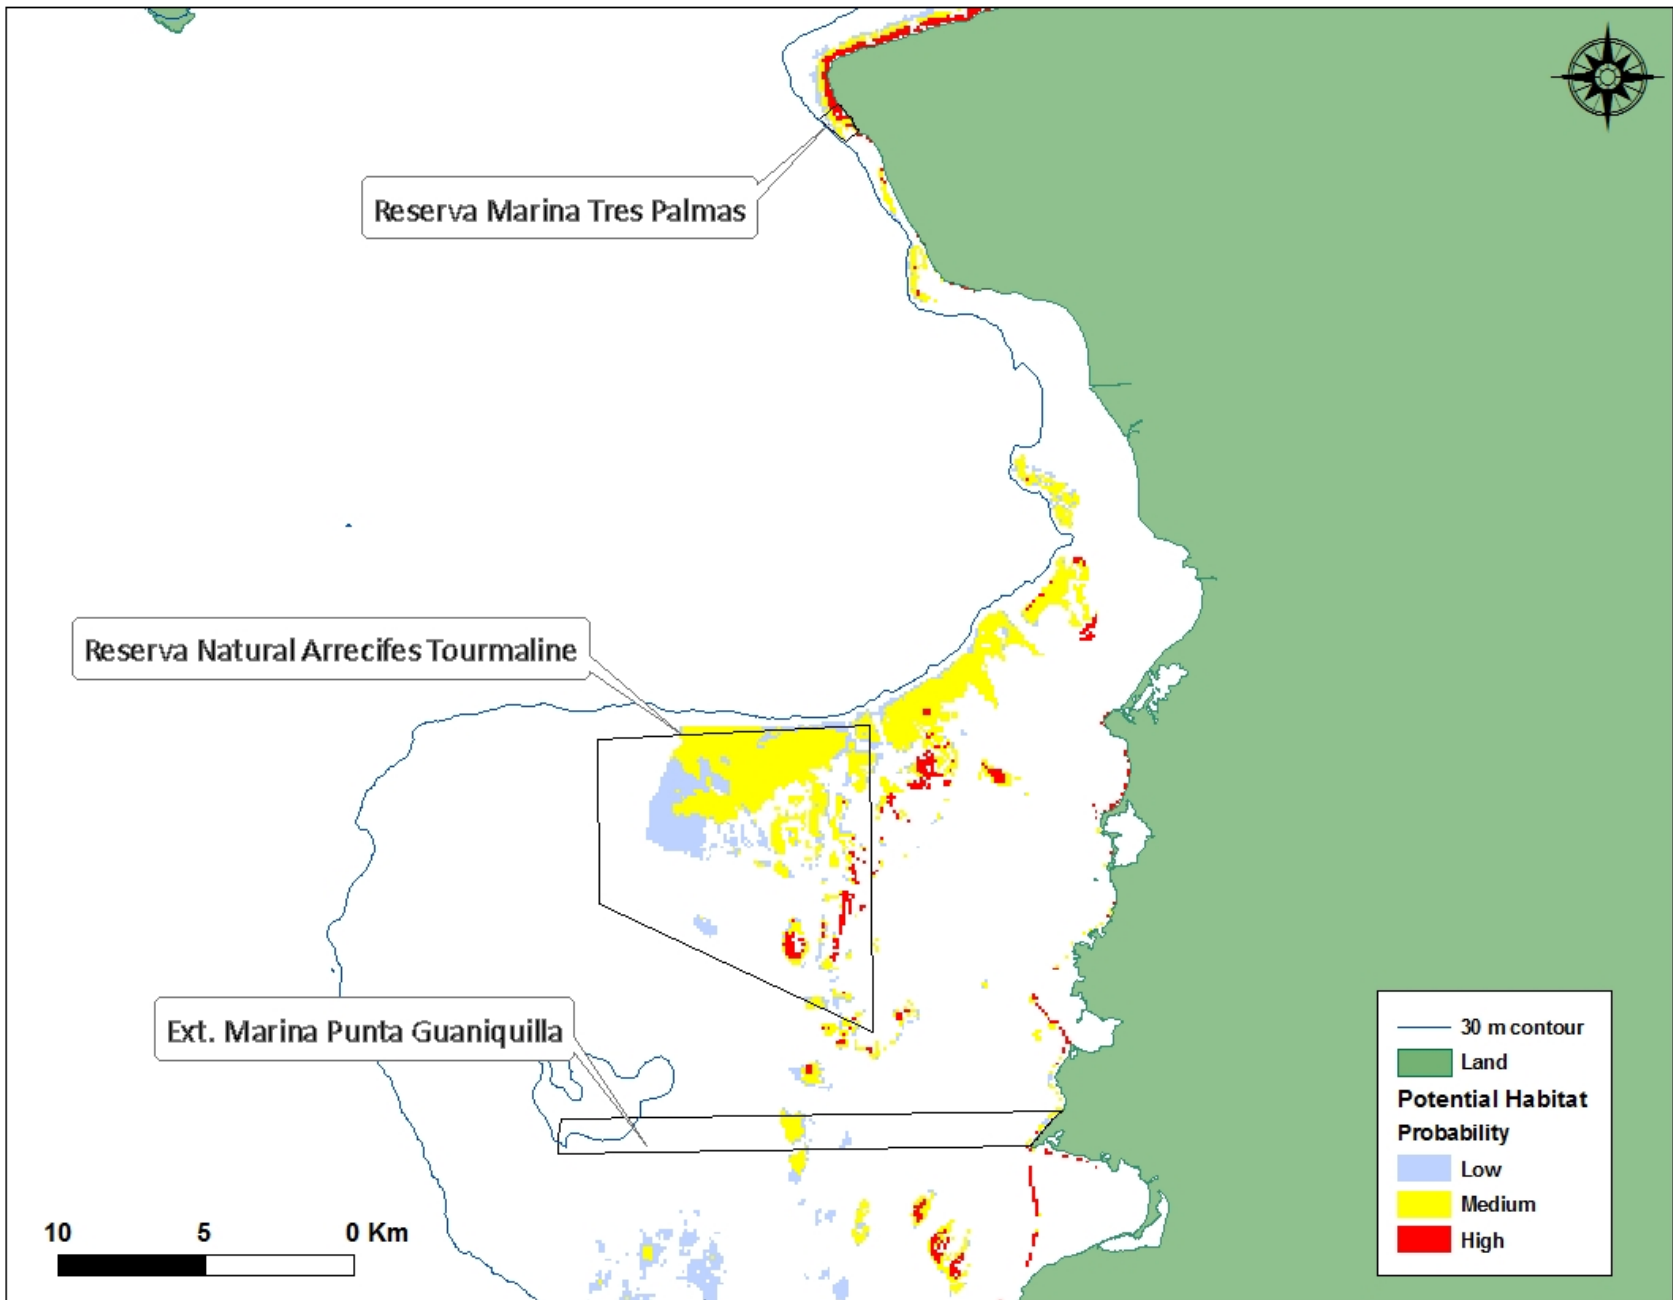 Reserva Marina Tres Palmas
Reserva Natural Arrecifes Tourmaline
Ext. Marina Punta Guaniquilla
10 5 0 Km
30 m contour
Land
Potential Habitat
Probability
Low
Medium
High